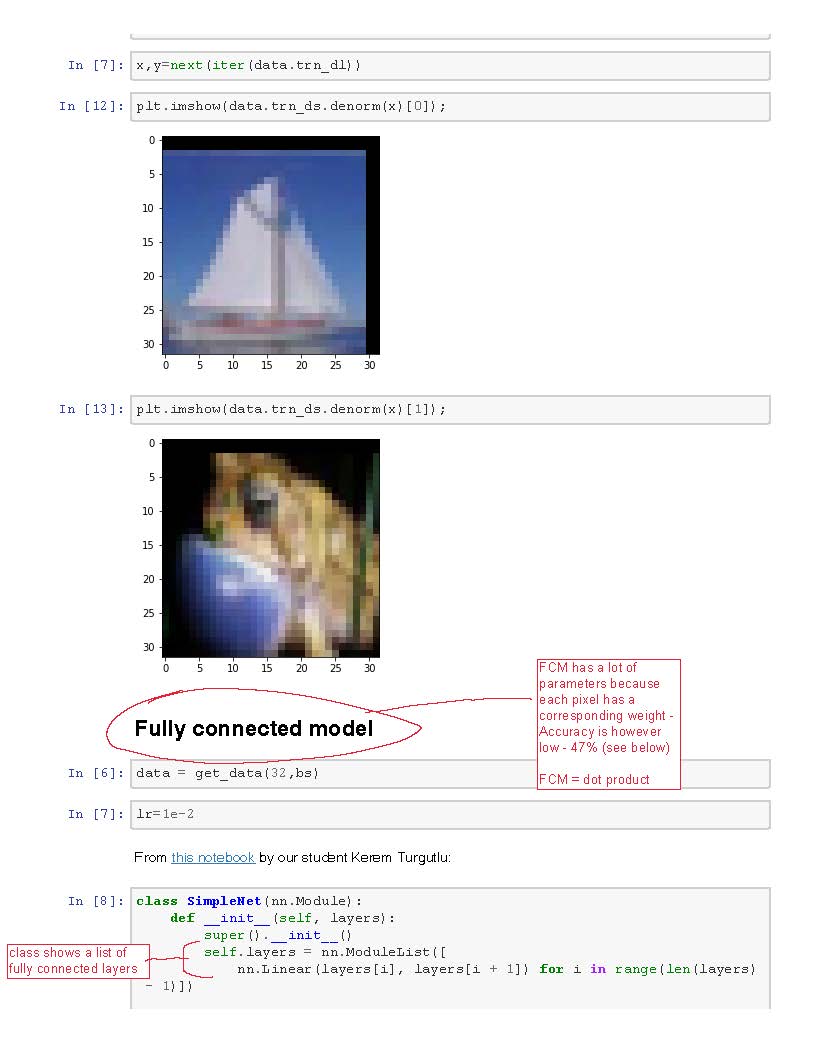 In [7]: x,y=next(iter(data.trn_dl))
In [12]: plt.imshow(data.trn_ds.denorm(x)[0]);
0
5
10
15
20
25
30
0 5 10 15 20 25 30
In [13]: plt.imshow(data.trn_ds.denorm(x)[1]);
0
5
10
15
20
25
30
0 5 10 15 20 25 30
FCM has a lot of
parameters because
each pixel has a
corresponding weight -
Accuracy is however
low - 47% (see below)
FCM = dot product
Fully connected model
In [6]: data = get_data(32,bs)
In [7]: lr=1e-2
From this notebook by our student Kerem Turgutlu:
In [8]: class SimpleNet(nn.Module):
def __init__(self, layers):
super().__init__()
self.layers = nn.ModuleList([
nn.Linear(layers[i], layers[i + 1]) for i in range(len(layers)
- 1)])
class shows a list of
fully connected layers